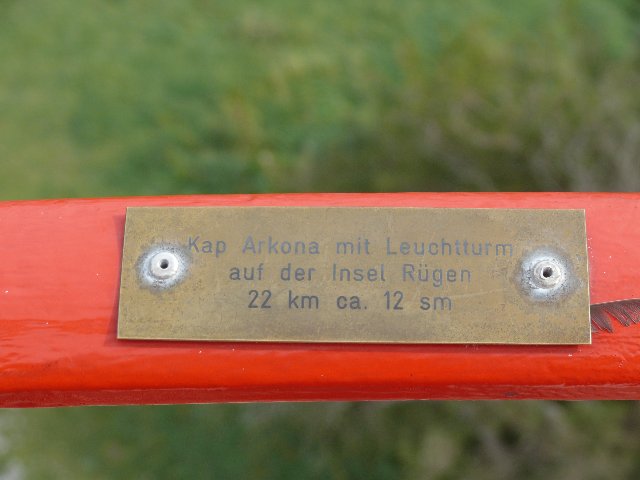 Kap Arkona mit Leuchtturm
auf der Insel Rügen
22 km ca. 12 sm